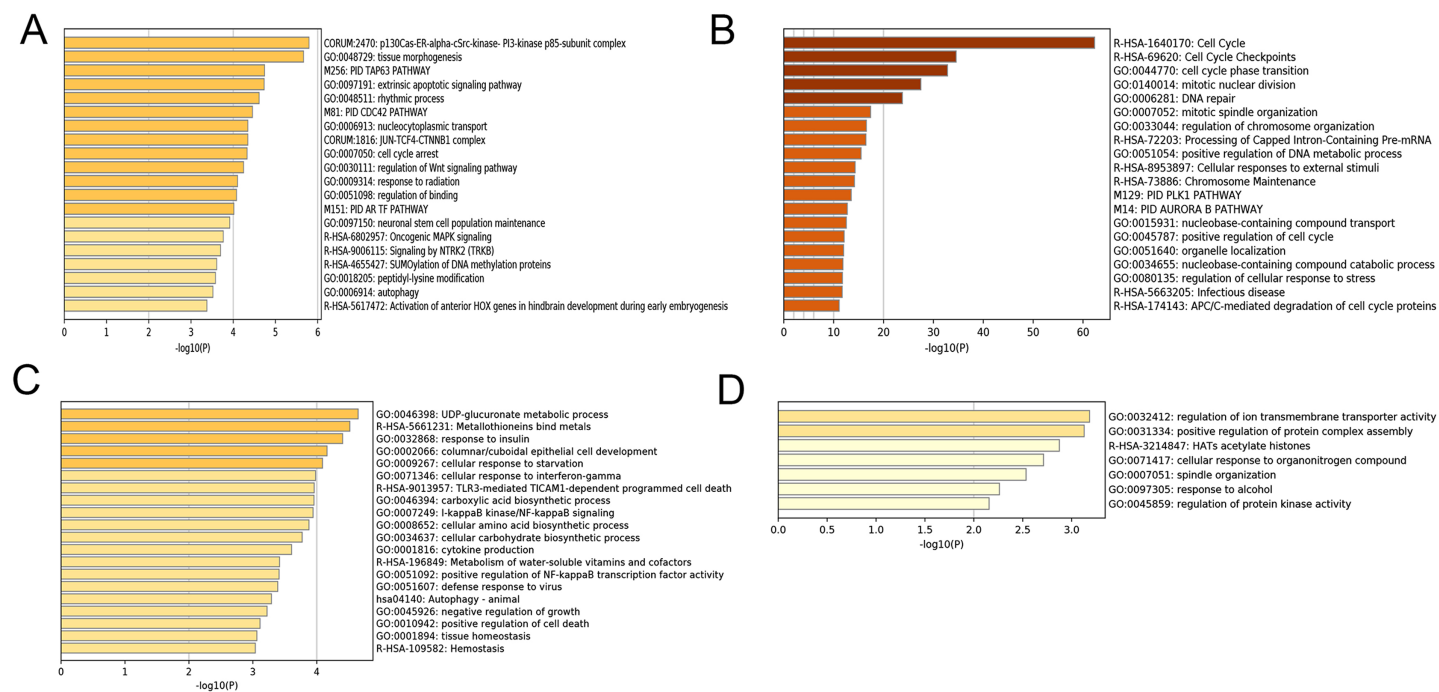 A
CORUM:2470: p130Cas-ER-alpha-cSrc-kinase- PI3-kinase p85-subunit complex
GO:0048729: tissue morphogenesis
M256: PID TAP63 PATHWAY
GO:0097191: extrinsic apoptotic signaling pathway
GO:0048511: rhythmic process
M81: PID CDC42 PATHWAY
GO:0006913: nucleocytoplasmic transport
CORUM:1816: JUN-TCF4-CTNNB1 complex
GO:0007050: cell cycle arrest
GO:0030111: regulation of Wnt signaling pathway
GO:0009314: response to radiation
GO:0051098: regulation of binding
M151: PID AR TF PATHWAY
GO:0097150: neuronal stem cell population maintenance
R-HSA-6802957: Oncogenic MAPK signaling
R-HSA-9006115: Signaling by NTRK2 (TRKB)
R-HSA-4655427: SUMOylation of DNA methylation proteins
GO:0018205: peptidyl-lysine modification
GO:0006914: autophagy
R-HSA-5617472: Activation of anterior HOX genes in hindbrain development during early embryogenesis
0 1 2 3 4 5 6
-log10(P)
B
R-HSA-1640170: Cell Cycle
R-HSA-69620: Cell Cycle Checkpoints
GO:0044770: cell cycle phase transition
GO:0140014: mitotic nuclear division
GO:0006281: DNA repair
GO:0007052: mitotic spindle organization
GO:0033044: regulation of chromosome organization
R-HSA-72203: Processing of Capped Intron-Containing Pre-mRNA
GO:0051054: positive regulation of DNA metabolic process
R-HSA-8953897: Cellular responses to external stimuli
R-HSA-73886: Chromosome Maintenance
M129: PID PLK1 PATHWAY
M14: PID AURORA B PATHWAY
GO:0015931: nucleobase-containing compound transport
GO:0045787: positive regulation of cell cycle
GO:0051640: organelle localization
GO:0034655: nucleobase-containing compound catabolic process
GO:0080135: regulation of cellular response to stress
R-HSA-5663205: Infectious disease
R-HSA-174143: APC/C-mediated degradation of cell cycle proteins
0 10 20 30 40 50 60
-log10(P)
C
GO:0046398: UDP-glucuronate metabolic process
R-HSA-5661231: Metallothioneins bind metals
GO:0032868: response to insulin
GO:0002066: columnar/cuboidal epithelial cell development
GO:0009267: cellular response to starvation
GO:0071346: cellular response to interferon-gamma
R-HSA-9013957: TLR3-mediated TICAM1-dependent programmed cell death
GO:0046394: carboxylic acid biosynthetic process
GO:0007249: I-kappaB kinase/NF-kappaB signaling
GO:0008652: cellular amino acid biosynthetic process
GO:0034637: cellular carbohydrate biosynthetic process
GO:0001816: cytokine production
R-HSA-196849: Metabolism of water-soluble vitamins and cofactors
GO:0051092: positive regulation of NF-kappaB transcription factor activity
GO:0051607: defense response to virus
hsa04140: Autophagy - animal
GO:0045926: negative regulation of growth
GO:0010942: positive regulation of cell death
GO:0001894: tissue homeostasis
R-HSA-109582: Hemostasis
0 1 2 3 4
-log10(P)
D
GO:0032412: regulation of ion transmembrane transporter activity
GO:0031334: positive regulation of protein complex assembly
R-HSA-3214847: HATs acetylate histones
GO:0071417: cellular response to organonitrogen compound
GO:0007051: spindle organization
GO:0097305: response to alcohol
GO:0045859: regulation of protein kinase activity
0.0 0.5 1.0 1.5 2.0 2.5 3.0
-log10(P)